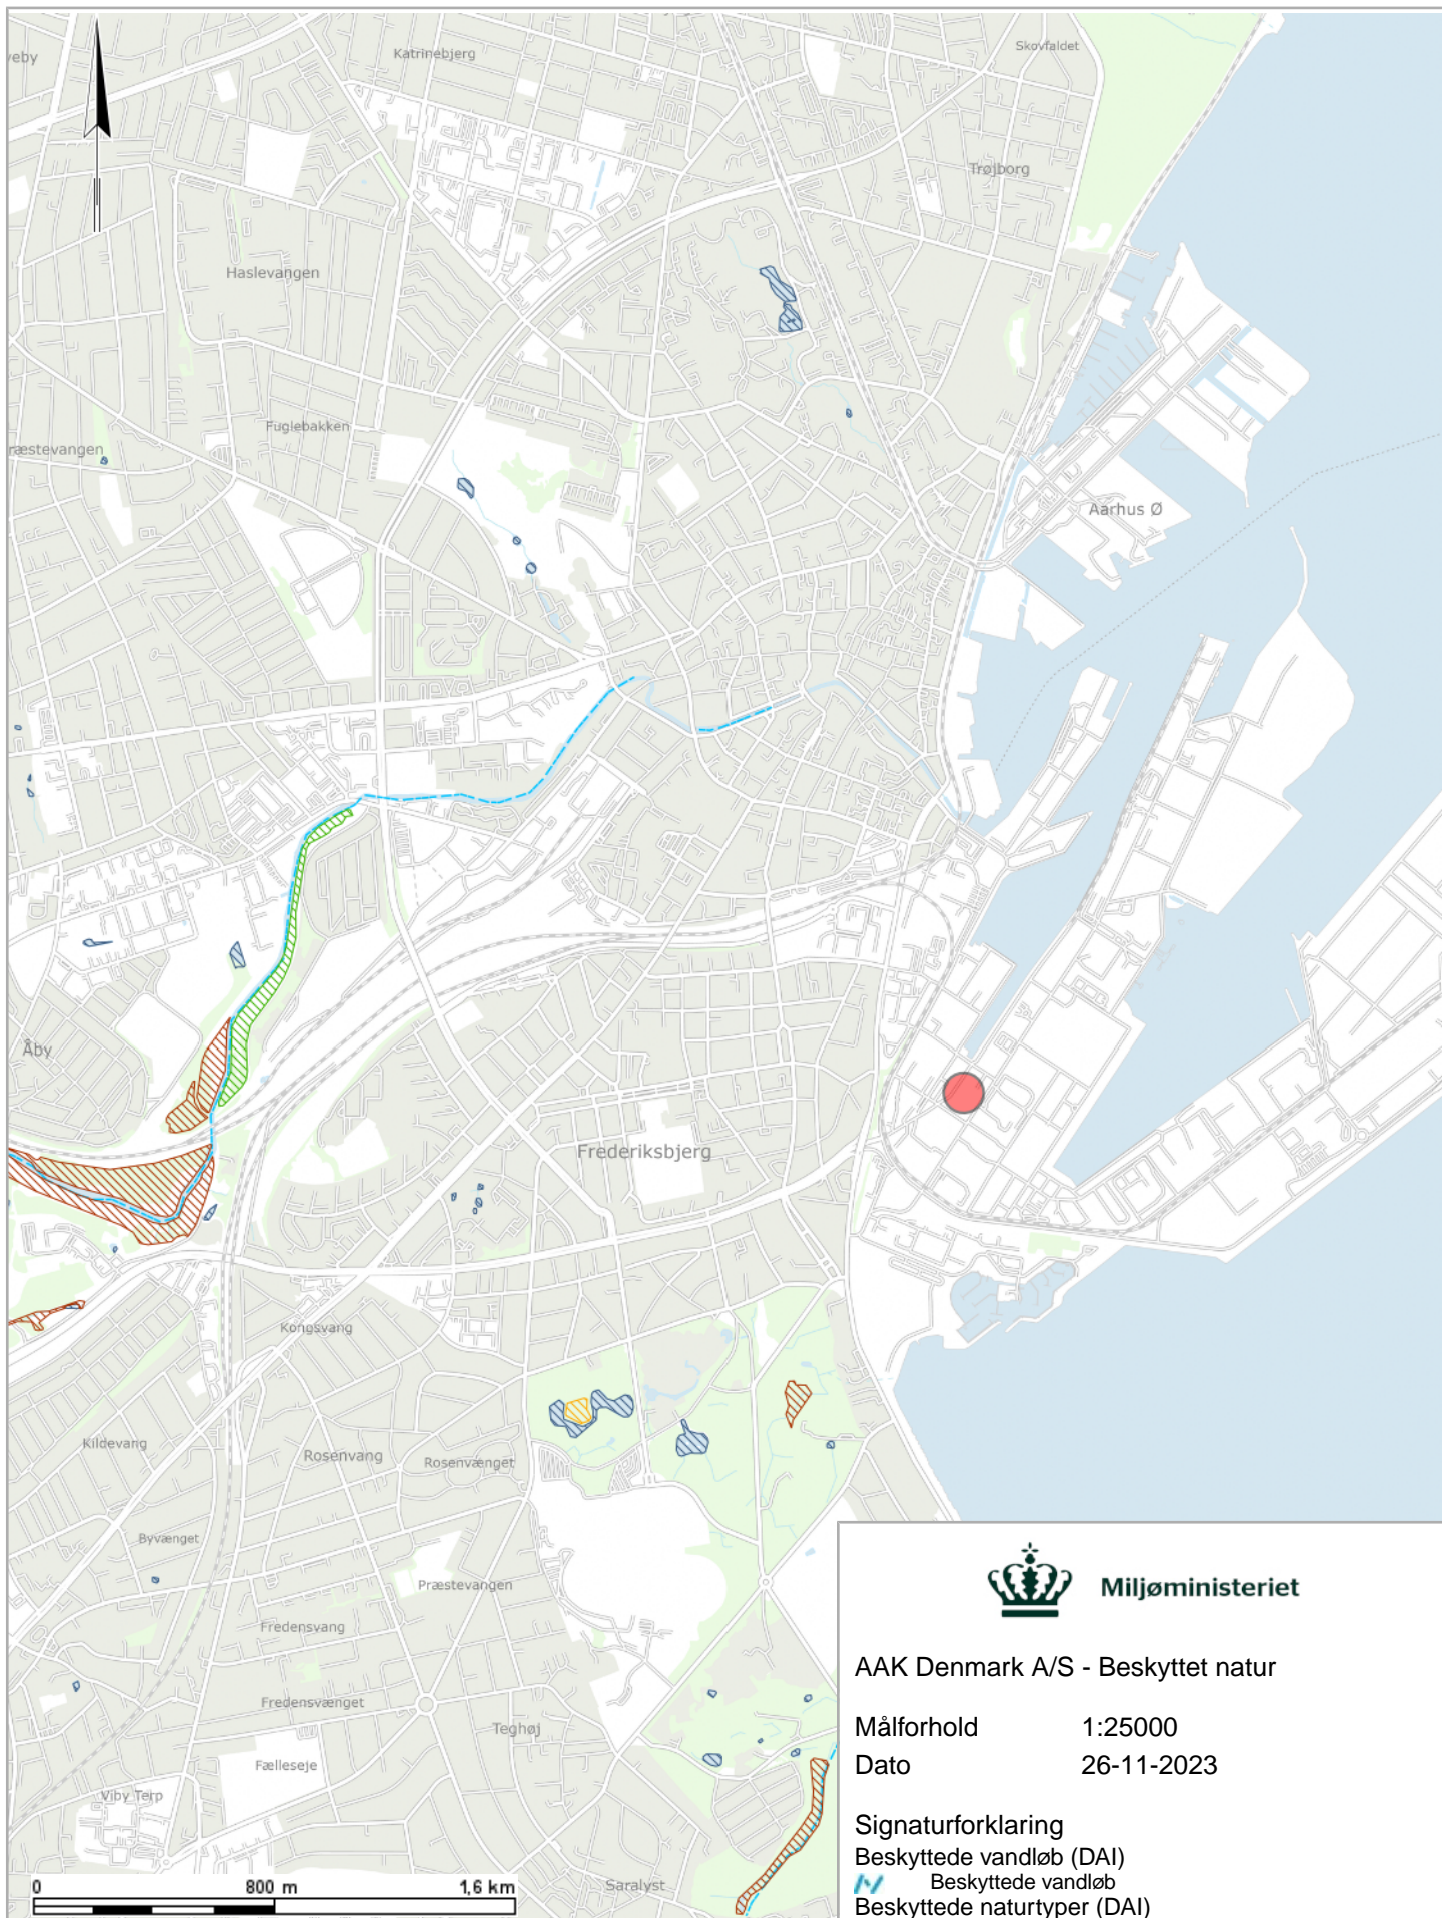 Skovfaldet
Katrinebjerg
Trøjborg
Haslevangen
Fuglebakken
ræstevangen
Aarhus Ø
Åby
Frederiksbjerg
Kongsvang
Kildevang
Rosenvang
Rosenvænget
Byvænget
Præstevangen
Fredensvang
Fredensvænget
Teghøj
Fælleseje
Viby Terp
Saralyst
0 800 m 1,6 km
Miljøministeriet
AAK Denmark A/S - Beskyttet natur
Målforhold 1:25000
Dato 26-11-2023
Signaturforklaring
Beskyttede vandløb (DAI)
Beskyttede vandløb
Beskyttede naturtyper (DAI)